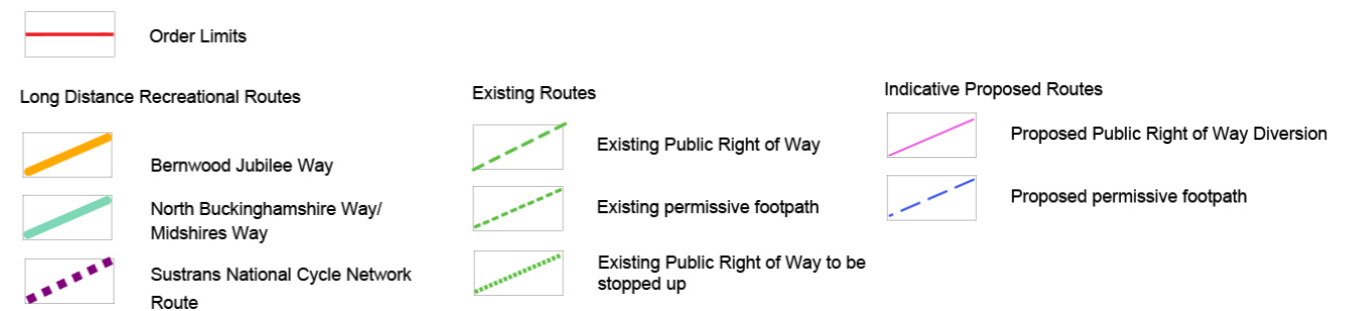 Order Limits
Long Distance Recreational Routes
Bernwood Jubilee Way
North Buckinghamshire Way/
Midshires Way
Sustrans National Cycle Network
Route
Existing Routes
Existing Public Right of Way
Existing permissive footpath
Existing Public Right of Way to be
stopped up
Indicative Proposed Routes
Proposed Public Right of Way Diversion
Proposed permissive footpath